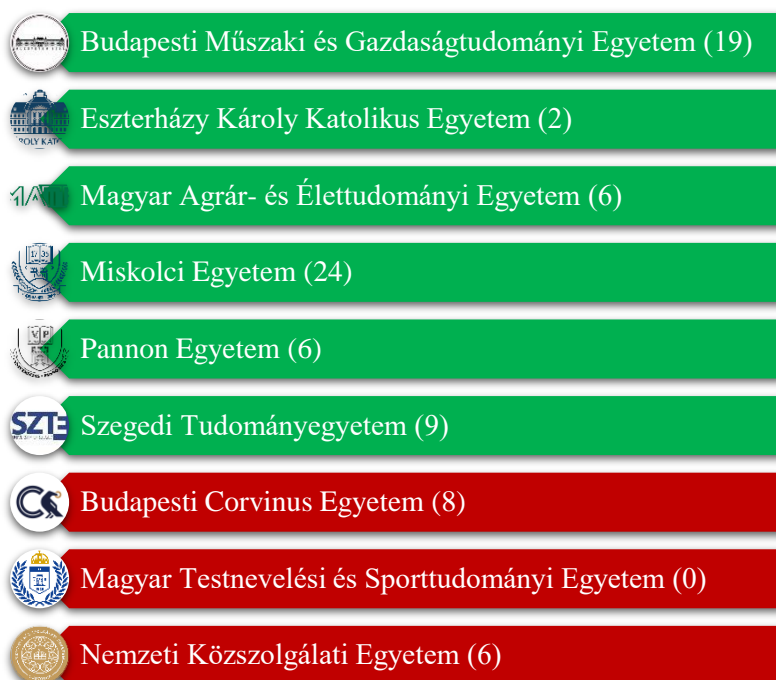 Budapesti Műszaki és Gazdaságtudományi Egyetem (19)
Eszterházy Károly Katolikus Egyetem (2)
Magyar Agrár- és Élettudományi Egyetem (6)
Miskolci Egyetem (24)
Pannon Egyetem (6)
SZTE
Szegedi Tudományegyetem (9)
Budapesti Corvinus Egyetem (8)
Magyar Testnevelési és Sporttudományi Egyetem (0)
Nemzeti Közszolgálati Egyetem (6)